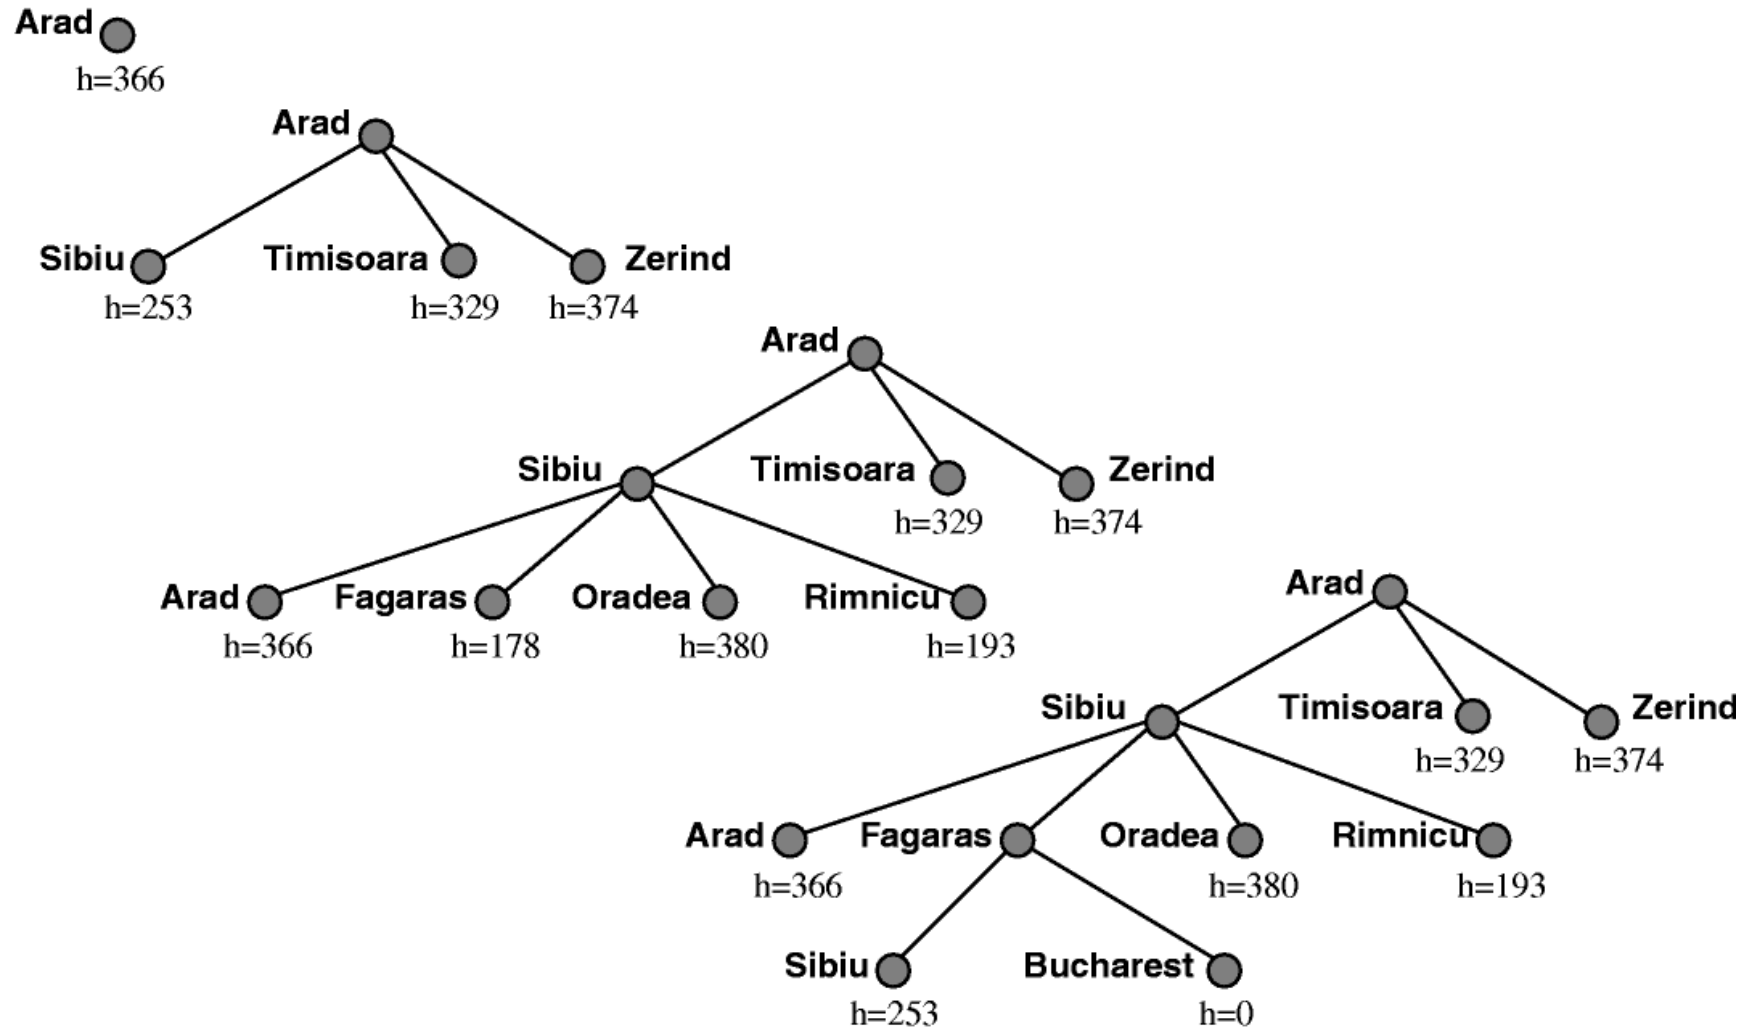 Arad
h=366
Arad
Sibiu Timisoara Zerind
h=253 h=329 h=374
Arad
Sibiu Timisoara Zerind
h=329 h=374
Arad Fagaras Oradea Rimnicu
h=366 h=178 h=380 h=193
Arad
Sibiu Timisoara Zerind
h=329 h=374
Arad Fagaras Oradea Rimnicu
h=366 h=380 h=193
Sibiu Bucharest
h=253 h=0